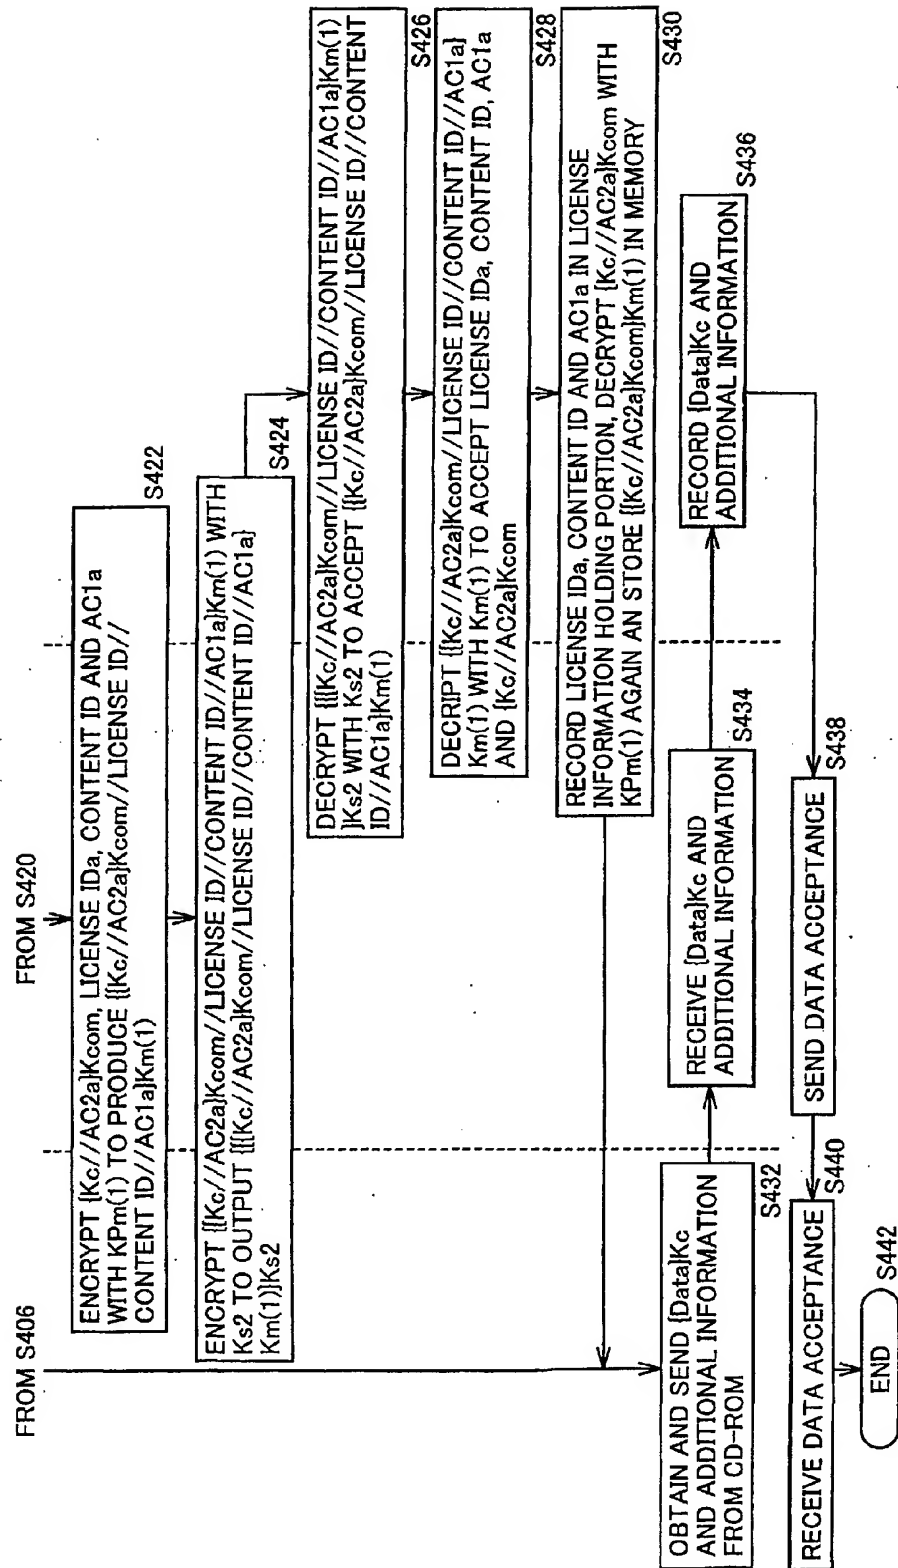 FROM S406
FROM S420
ENCRYPT {Kc//AC2a}Kcom, LICENSE IDa, CONTENT ID AND AC1a
WITH KPm(1) TO PRODUCE {{Kc//AC2a}Kcom//LICENSE ID//
CONTENT ID//AC1a}Km(1)
S422
ENCRYPT {{Kc//AC2a}Kcom//LICENSE ID//CONTENT ID//AC1a}Km(1) WITH
Ks2 TO OUTPUT {{{Kc//AC2a}Kcom//LICENSE ID//CONTENT ID//AC1a}
Km(1)}Ks2
S424
DECRYPT {{{Kc//AC2a}Kcom//LICENSE ID//CONTENT ID//AC1a}Km(1)
}Ks2 WITH Ks2 TO ACCEPT {{Kc//AC2a}Kcom//LICENSE ID//CONTENT
ID//AC1a}Km(1)
S426
DECRIPT {{Kc//AC2a}Kcom//LICENSE ID//CONTENT ID//AC1a}
Km(1) WITH Km(1) TO ACCEPT LICENSE IDa, CONTENT ID, AC1a
AND {Kc//AC2a}Kcom
S428
RECORD LICENSE IDa, CONTENT ID AND AC1a IN LICENSE
INFORMATION HOLDING PORTION, DECRYPT {Kc//AC2a}Kcom WITH
KPm(1) AGAIN AN STORE {{Kc//AC2a}Kcom}Km(1) IN MEMORY
S430
OBTAIN AND SEND {Data}Kc
AND ADDITIONAL INFORMATION
FROM CD-ROM
S432
RECEIVE {Data}Kc AND
ADDITIONAL INFORMATION
S434
RECORD {Data}Kc AND
ADDITIONAL INFORMATION
S436
SEND DATA ACCEPTANCE
S438
RECEIVE DATA ACCEPTANCE
S440
END
S442